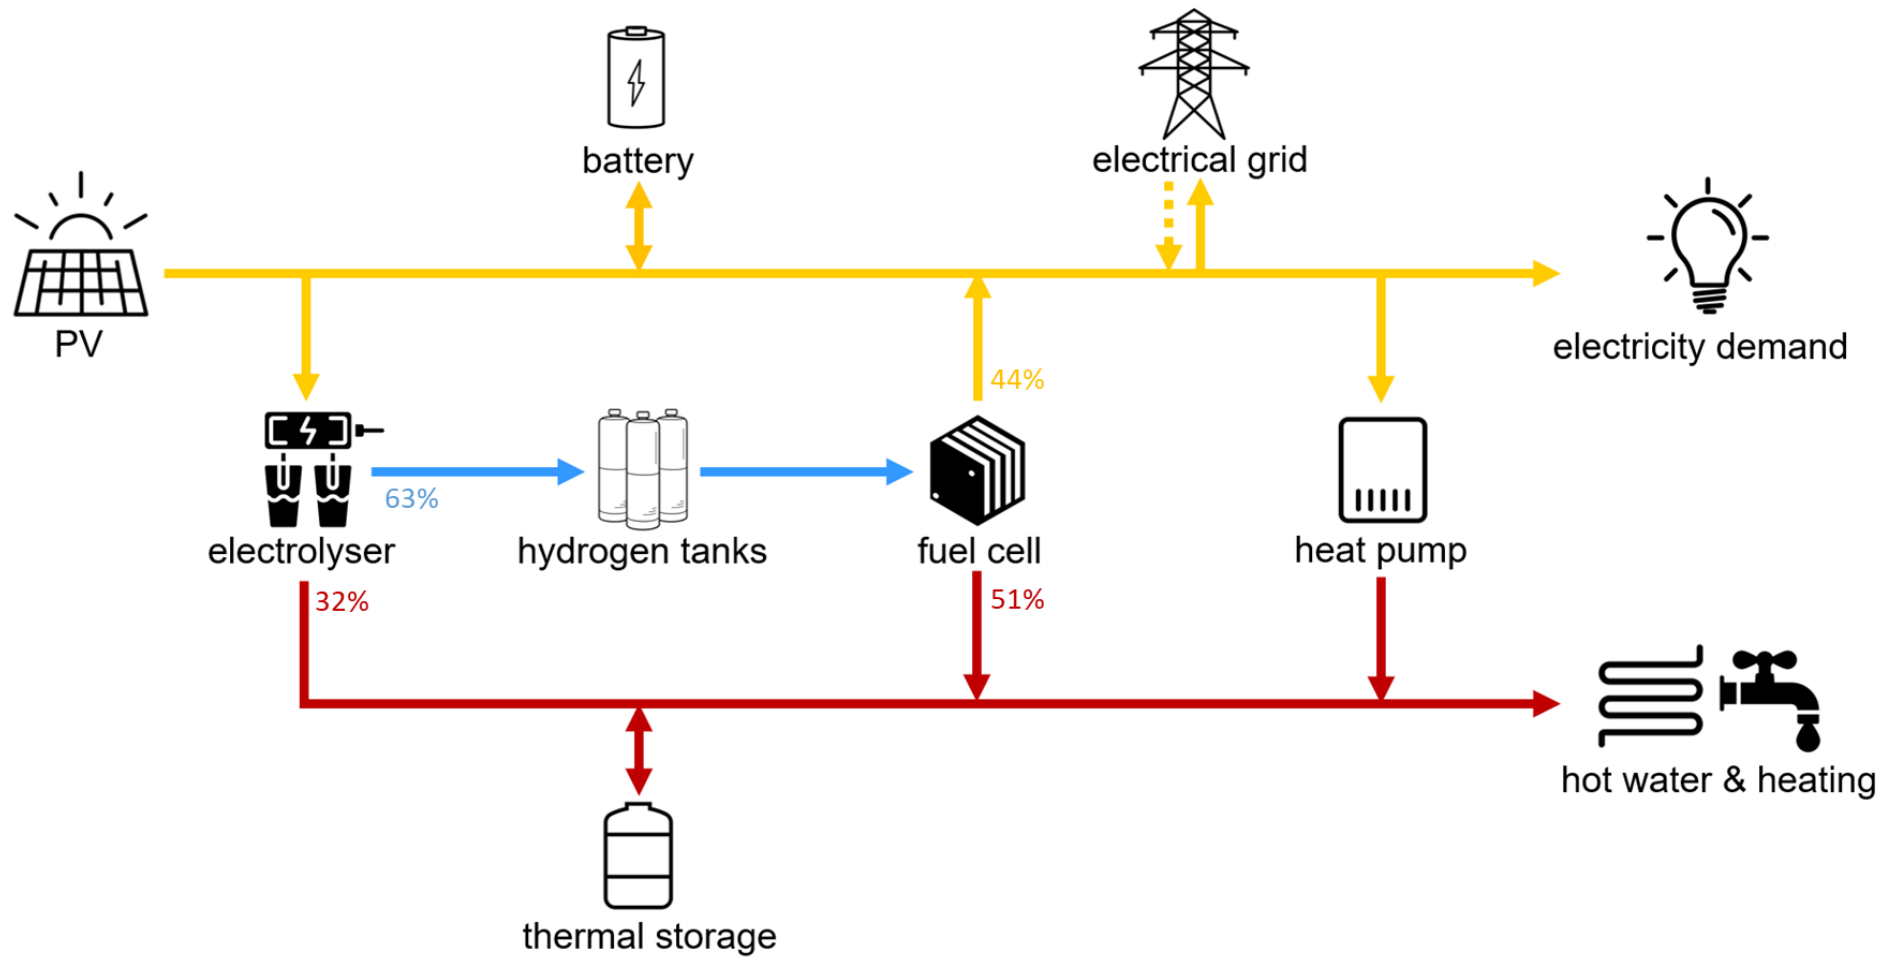 battery
electrical grid
PV
electricity demand
44%
63%
electrolyser
hydrogen tanks
fuel cell
heat pump
32%
51%
hot water & heating
thermal storage